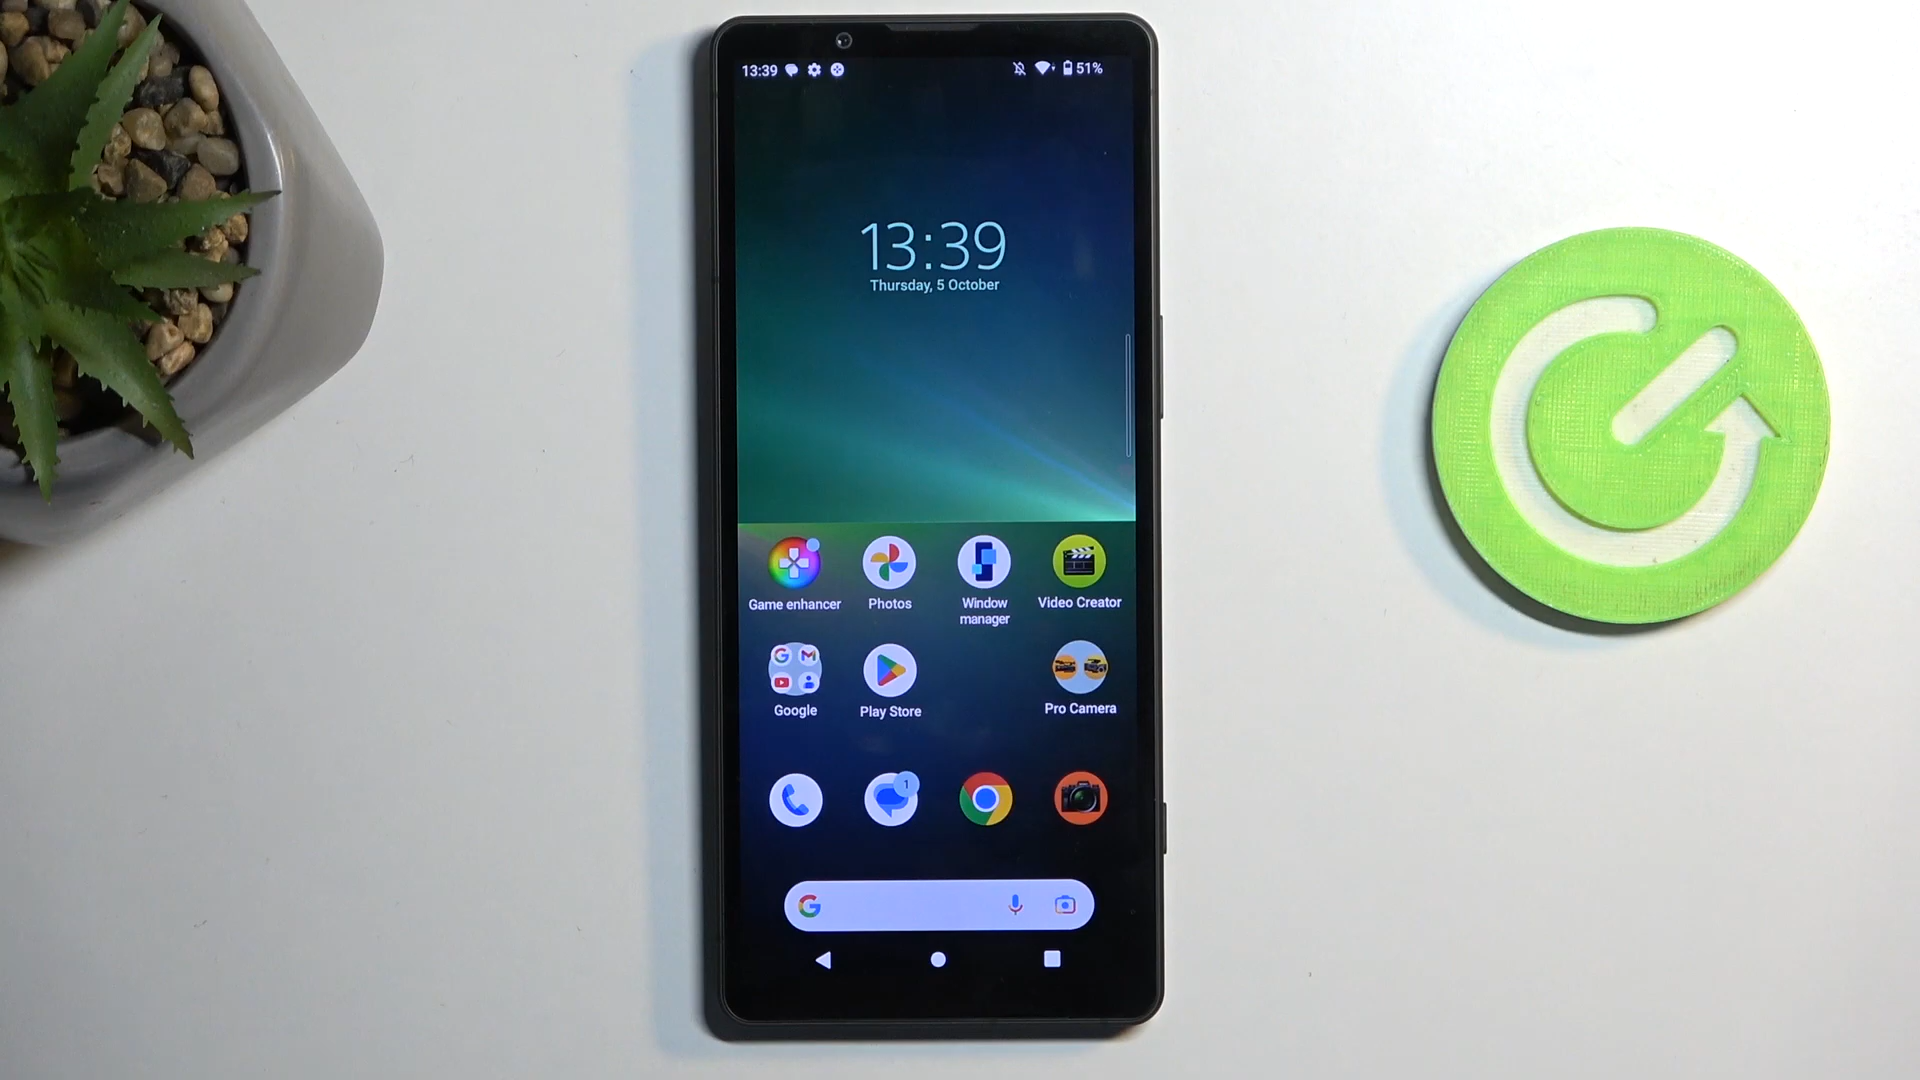 13:39
51%
13:39
Thursday, 5 October
Game enhancer
Photos
Window
manager
Video Creator
Google
Play Store
Pro Camera
1